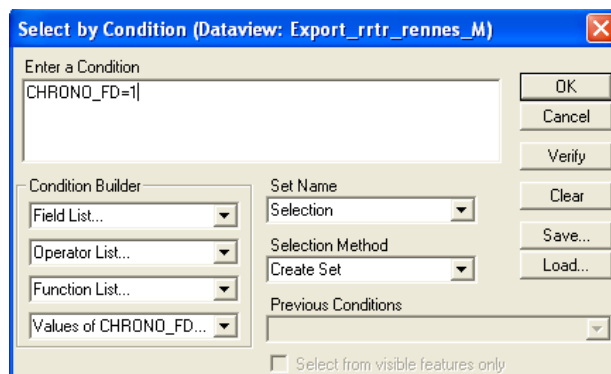 Select by Condition (Dataview: Export_rrtr_rennes_M)
Enter a Condition
CHRONO_FD=1
OK
Cancel
Verify
Clear
Save...
Load...
Condition Builder
Field List...
Operator List...
Function List...
Values of CHRONO_FD...
Set Name
Selection
Selection Method
Create Set
Previous Conditions
Select from visible features only